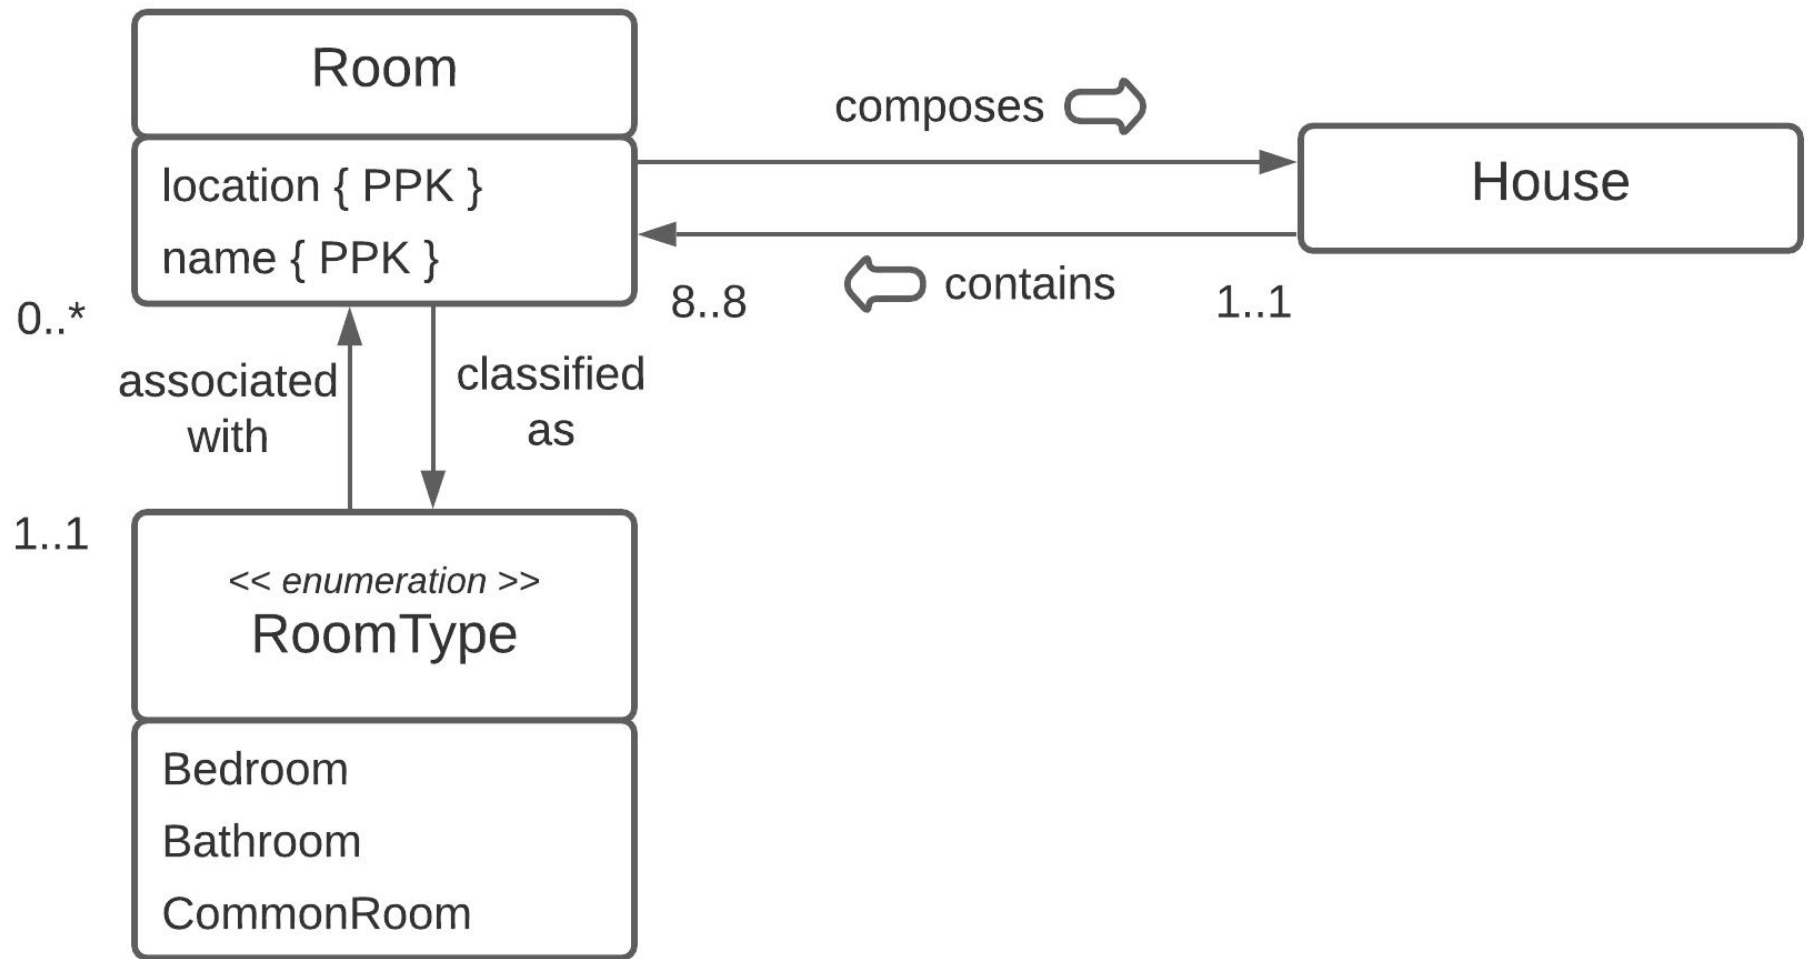 Room
location { PPK }
name { PPK }
composes
House
contains
8..8
1..1
0..*
associated
with
classified
as
1..1
<< enumeration >>
RoomType
Bedroom
Bathroom
CommonRoom